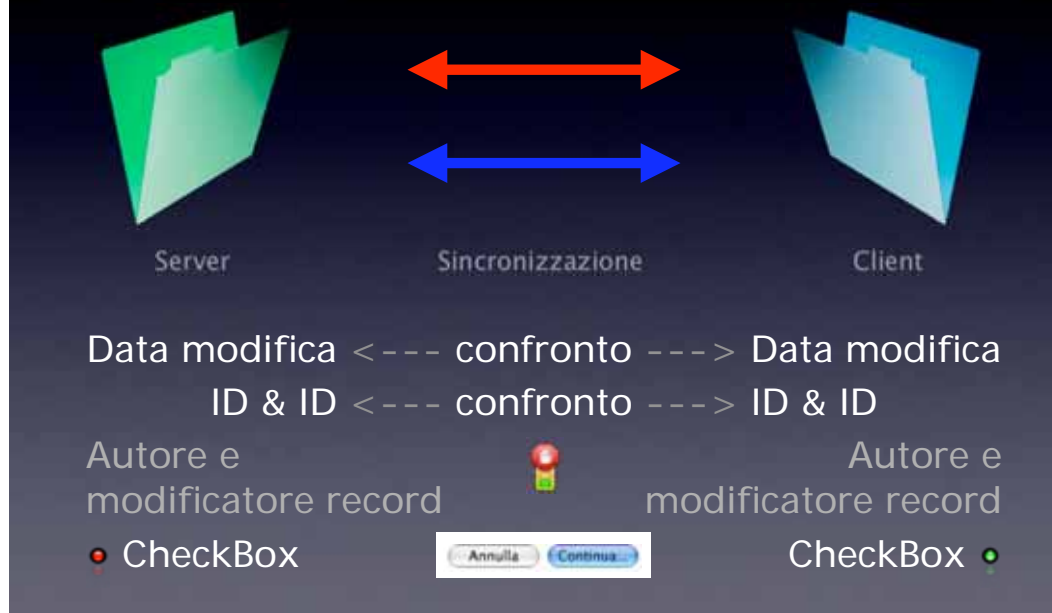 Server Sincronizzazione Client
Data modifica <--- confronto ---> Data modifica
ID & ID <--- confronto ---> ID & ID
Autore e Autore e
modificatore record modificatore record
CheckBox Annulla Continua... CheckBox